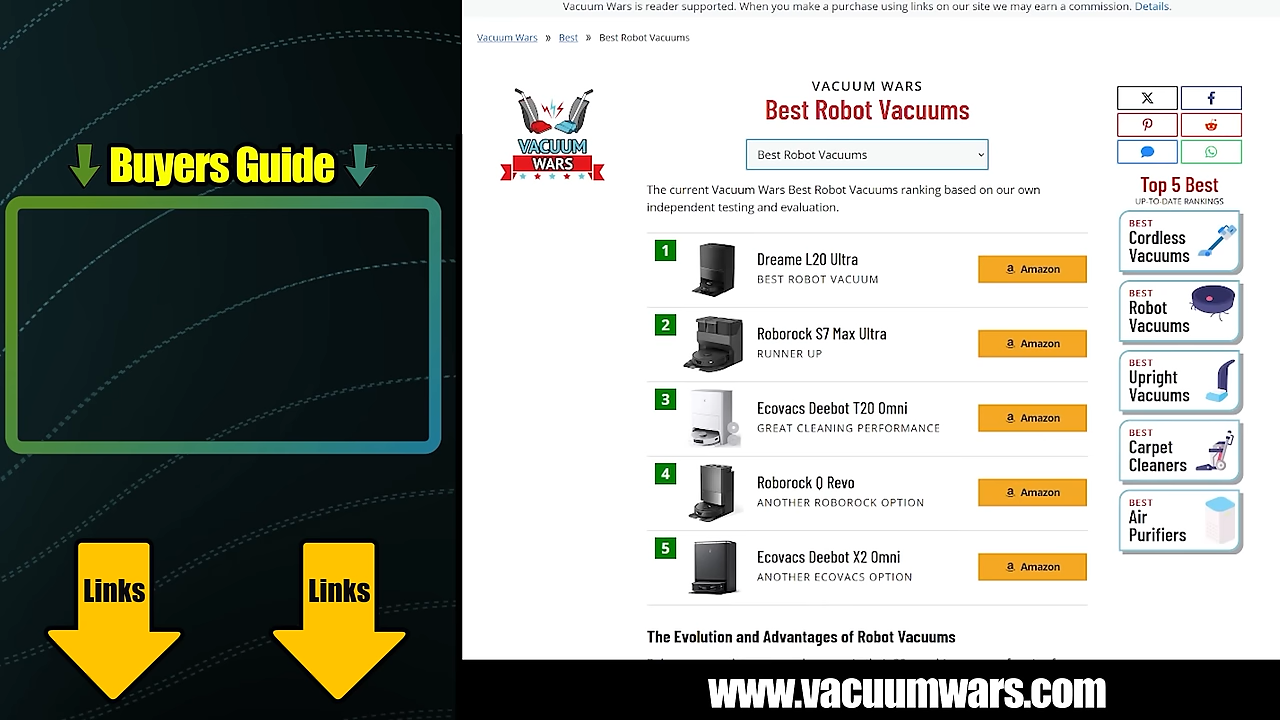 Buyers Guide
Links
Links
Vacuum Wars is reader supported. When you make a purchase using links on our site we may earn a commission. Details.
Vacuum Wars » Best » Best Robot Vacuums
VACUUM
WARS
VACUUM WARS
Best Robot Vacuums
Best Robot Vacuums
The current Vacuum Wars Best Robot Vacuums ranking based on our own
independent testing and evaluation.
1
Dreame L20 Ultra
BEST ROBOT VACUUM
Amazon
2
Roborock S7 Max Ultra
RUNNER UP
Amazon
3
Ecovacs Deebot T20 Omni
GREAT CLEANING PERFORMANCE
Amazon
4
Roborock Q Revo
ANOTHER ROBOROCK OPTION
Amazon
5
Ecovacs Deebot X2 Omni
ANOTHER ECOVACS OPTION
Amazon
The Evolution and Advantages of Robot Vacuums
Top 5 Best
UP-TO-DATE RANKINGS
BEST
Cordless
Vacuums
BEST
Robot
Vacuums
BEST
Upright
Vacuums
BEST
Carpet
Cleaners
BEST
Air
Purifiers
www.vacuumwars.com